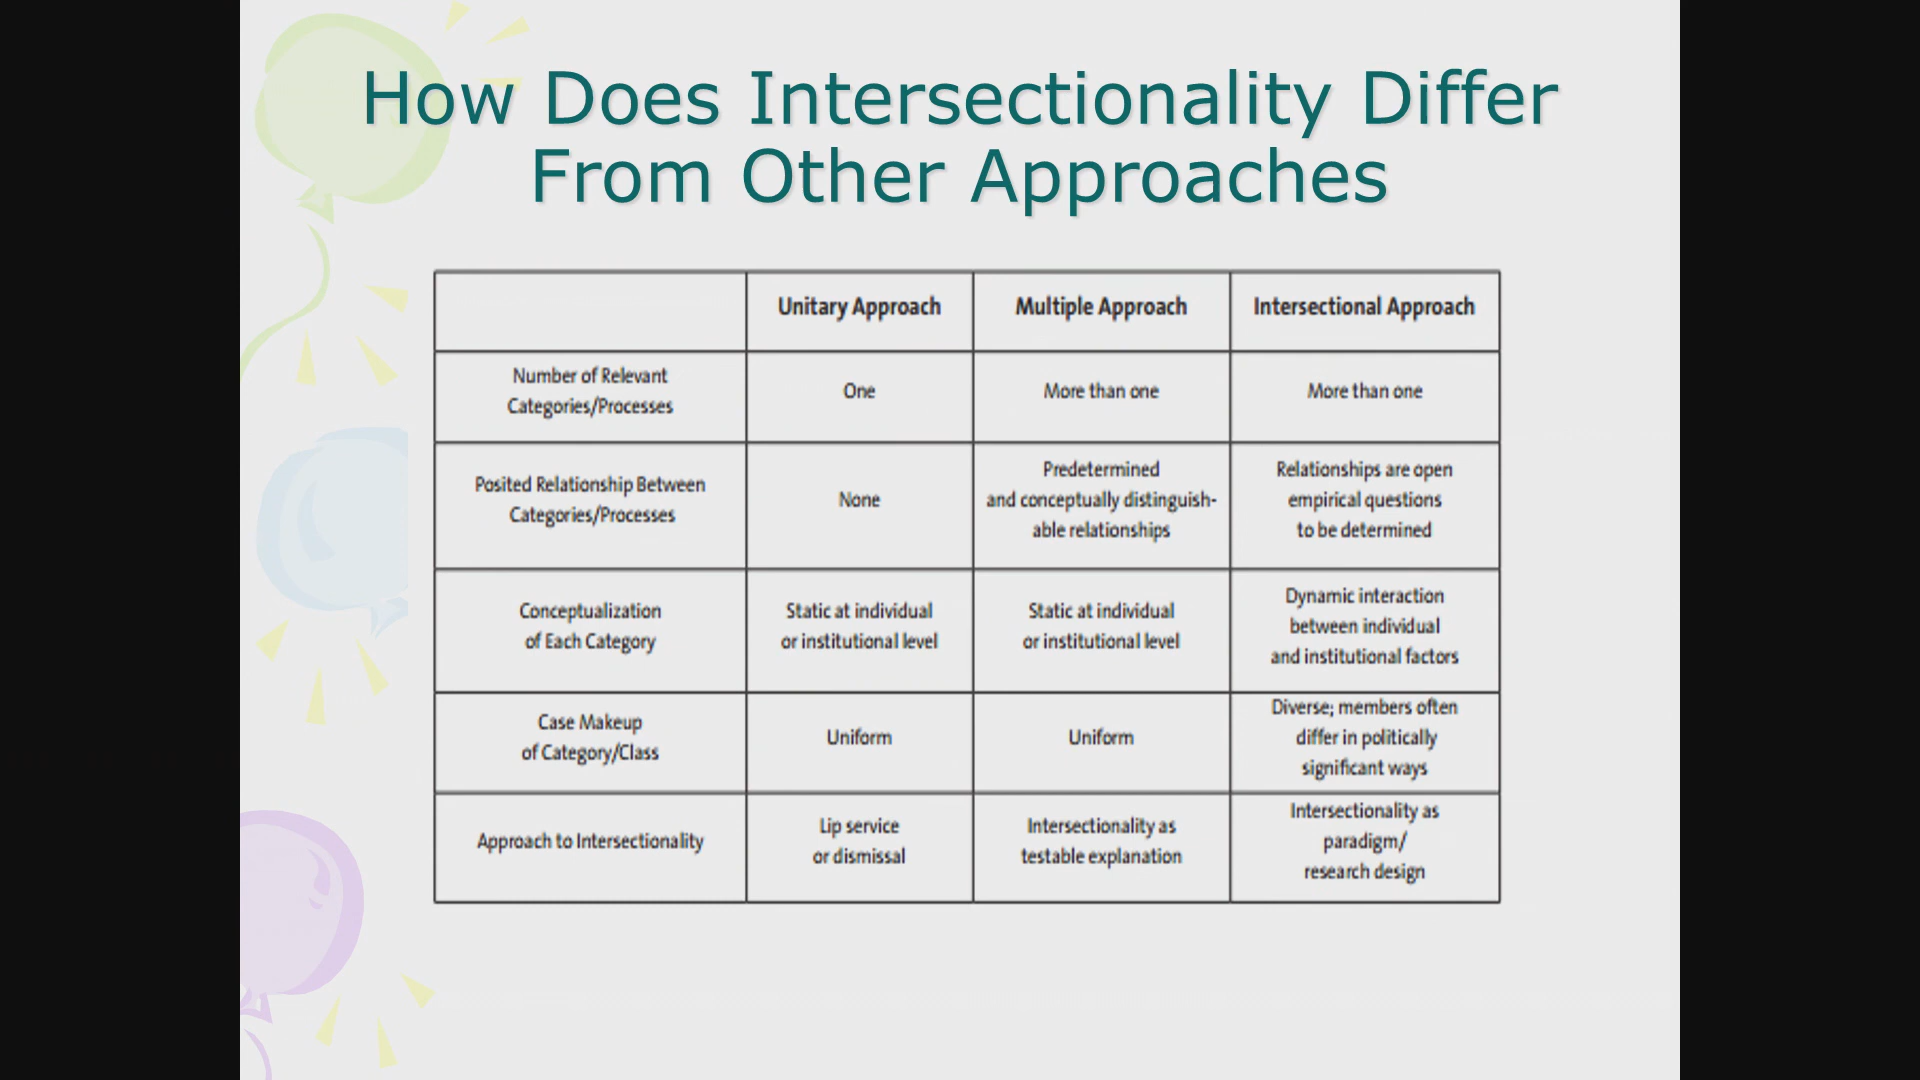 How Does Intersectionality Differ
From Other Approaches
Unitary Approach
Multiple Approach
Intersectional Approach
Number of Relevant
Categories/Processes
One
More than one
More than one
Posited Relationship Between
Categories/Processes
None
Predetermined
and conceptually distinguish-
able relationships
Relationships are open
empirical questions
to be determined
Conceptualization
of Each Category
Static at individual
or institutional level
Static at individual
or institutional level
Dynamic interaction
between individual
and institutional factors
Case Makeup
of Category/Class
Uniform
Uniform
Diverse; members often
differ in politically
significant ways
Approach to Intersectionality
Lip service
or dismissal
Intersectionality as
testable explanation
Intersectionality as
paradigm/
research design